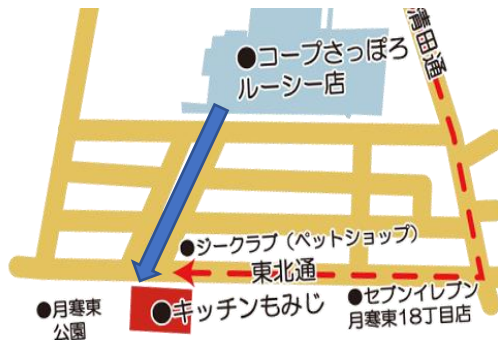 ●コープさっぽろ
ルーシー店
清田通
●ジークラブ（ペットショップ）
東北通
●月寒東
公園
●キッチンもみじ
●セブンイレブン
月寒東18丁目店